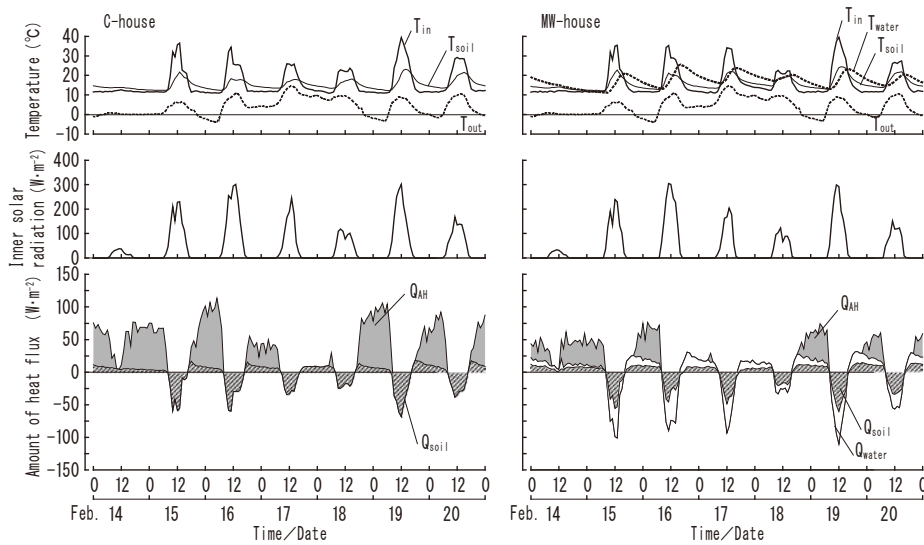 C-house
MW-house
Temperature (℃)
40
30
20
10
0
-10
T_in
T_soil
T_out
T_in
T_water
T_soil
T_out
Inner solar
radiation (W·m⁻²)
400
300
200
100
0
Amount of heat flux (W·m⁻²)
150
100
50
0
-50
-100
-150
Q_AH
Q_soil
Q_AH
Q_soil
Q_water
0 12 0 12 0 12 0 12 0 12 0 12 0 12 0
0 12 0 12 0 12 0 12 0 12 0 12 0 12 0
Feb. 14 15 16 17 18 19 20
Feb. 14 15 16 17 18 19 20
Time/Date
Time/Date